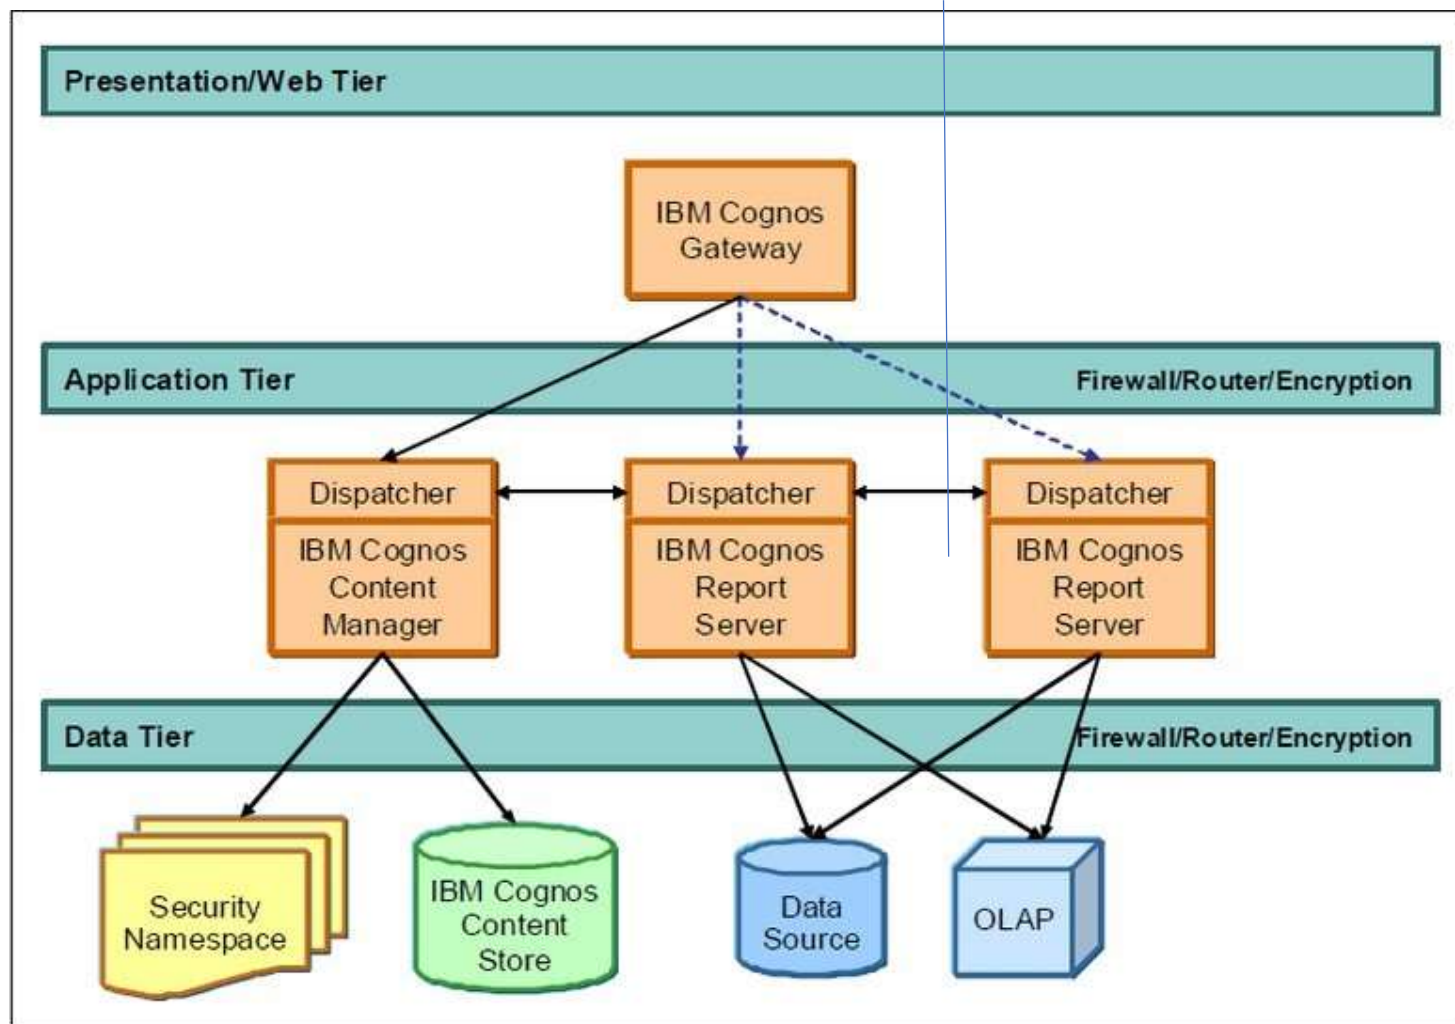 Presentation/Web Tier
IBM Cognos
Gateway
Application Tier
Firewall/Router/Encryption
Dispatcher
IBM Cognos
Content
Manager
Dispatcher
IBM Cognos
Report
Server
Dispatcher
IBM Cognos
Report
Server
Data Tier
Firewall/Router/Encryption
Security
Namespace
IBM Cognos
Content
Store
Data
Source
OLAP